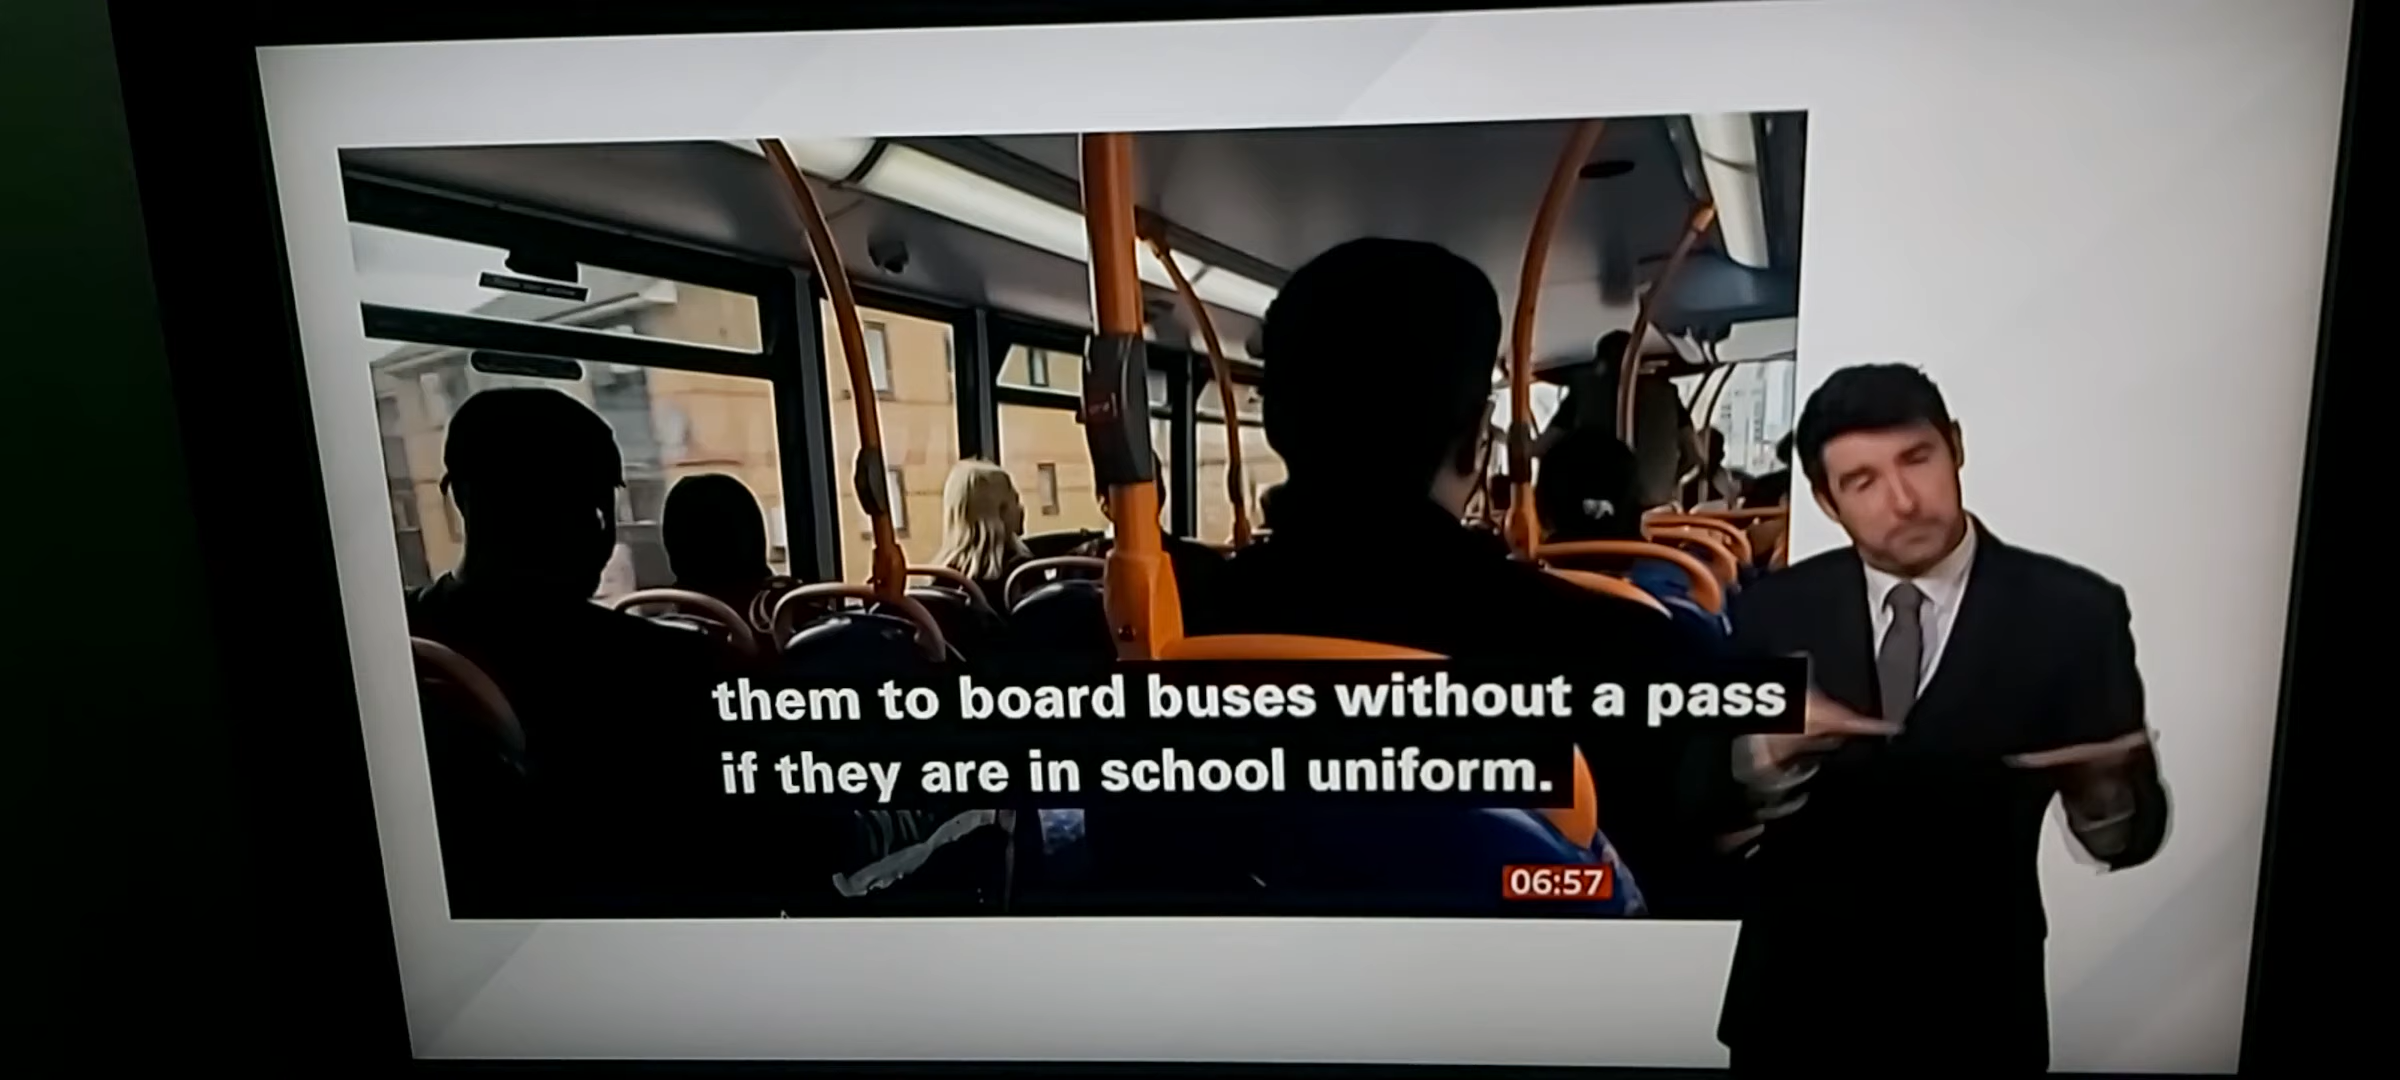 them to board buses without a pass
if they are in school uniform.
06:57